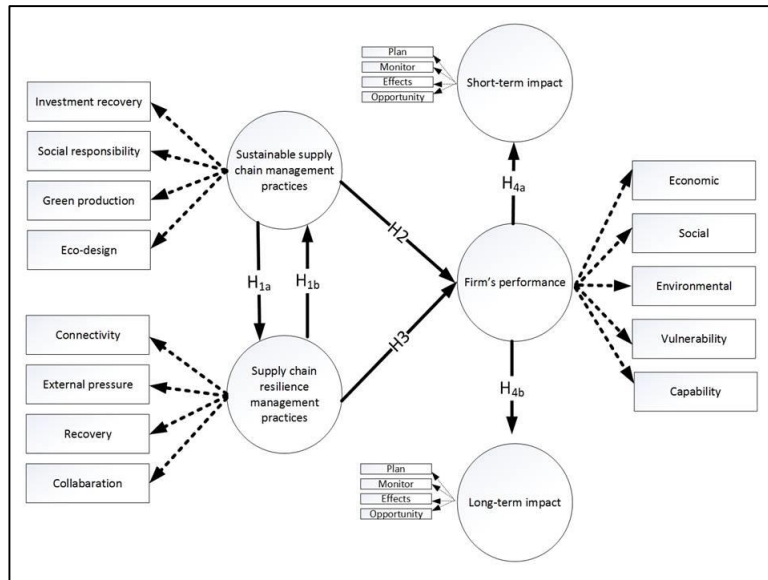 Plan
Monitor
Effects
Opportunity
Short-term impact
Investment recovery
Social responsibility
Green production
Eco-design
Sustainable supply
chain management
practices
H4a
H2
Economic
Social
Environmental
Vulnerability
Capability
Firm's performance
H1a
H1b
H3
Connectivity
External pressure
Recovery
Collabaration
Supply chain
resilience
management
practices
H4b
Plan
Monitor
Effects
Opportunity
Long-term impact